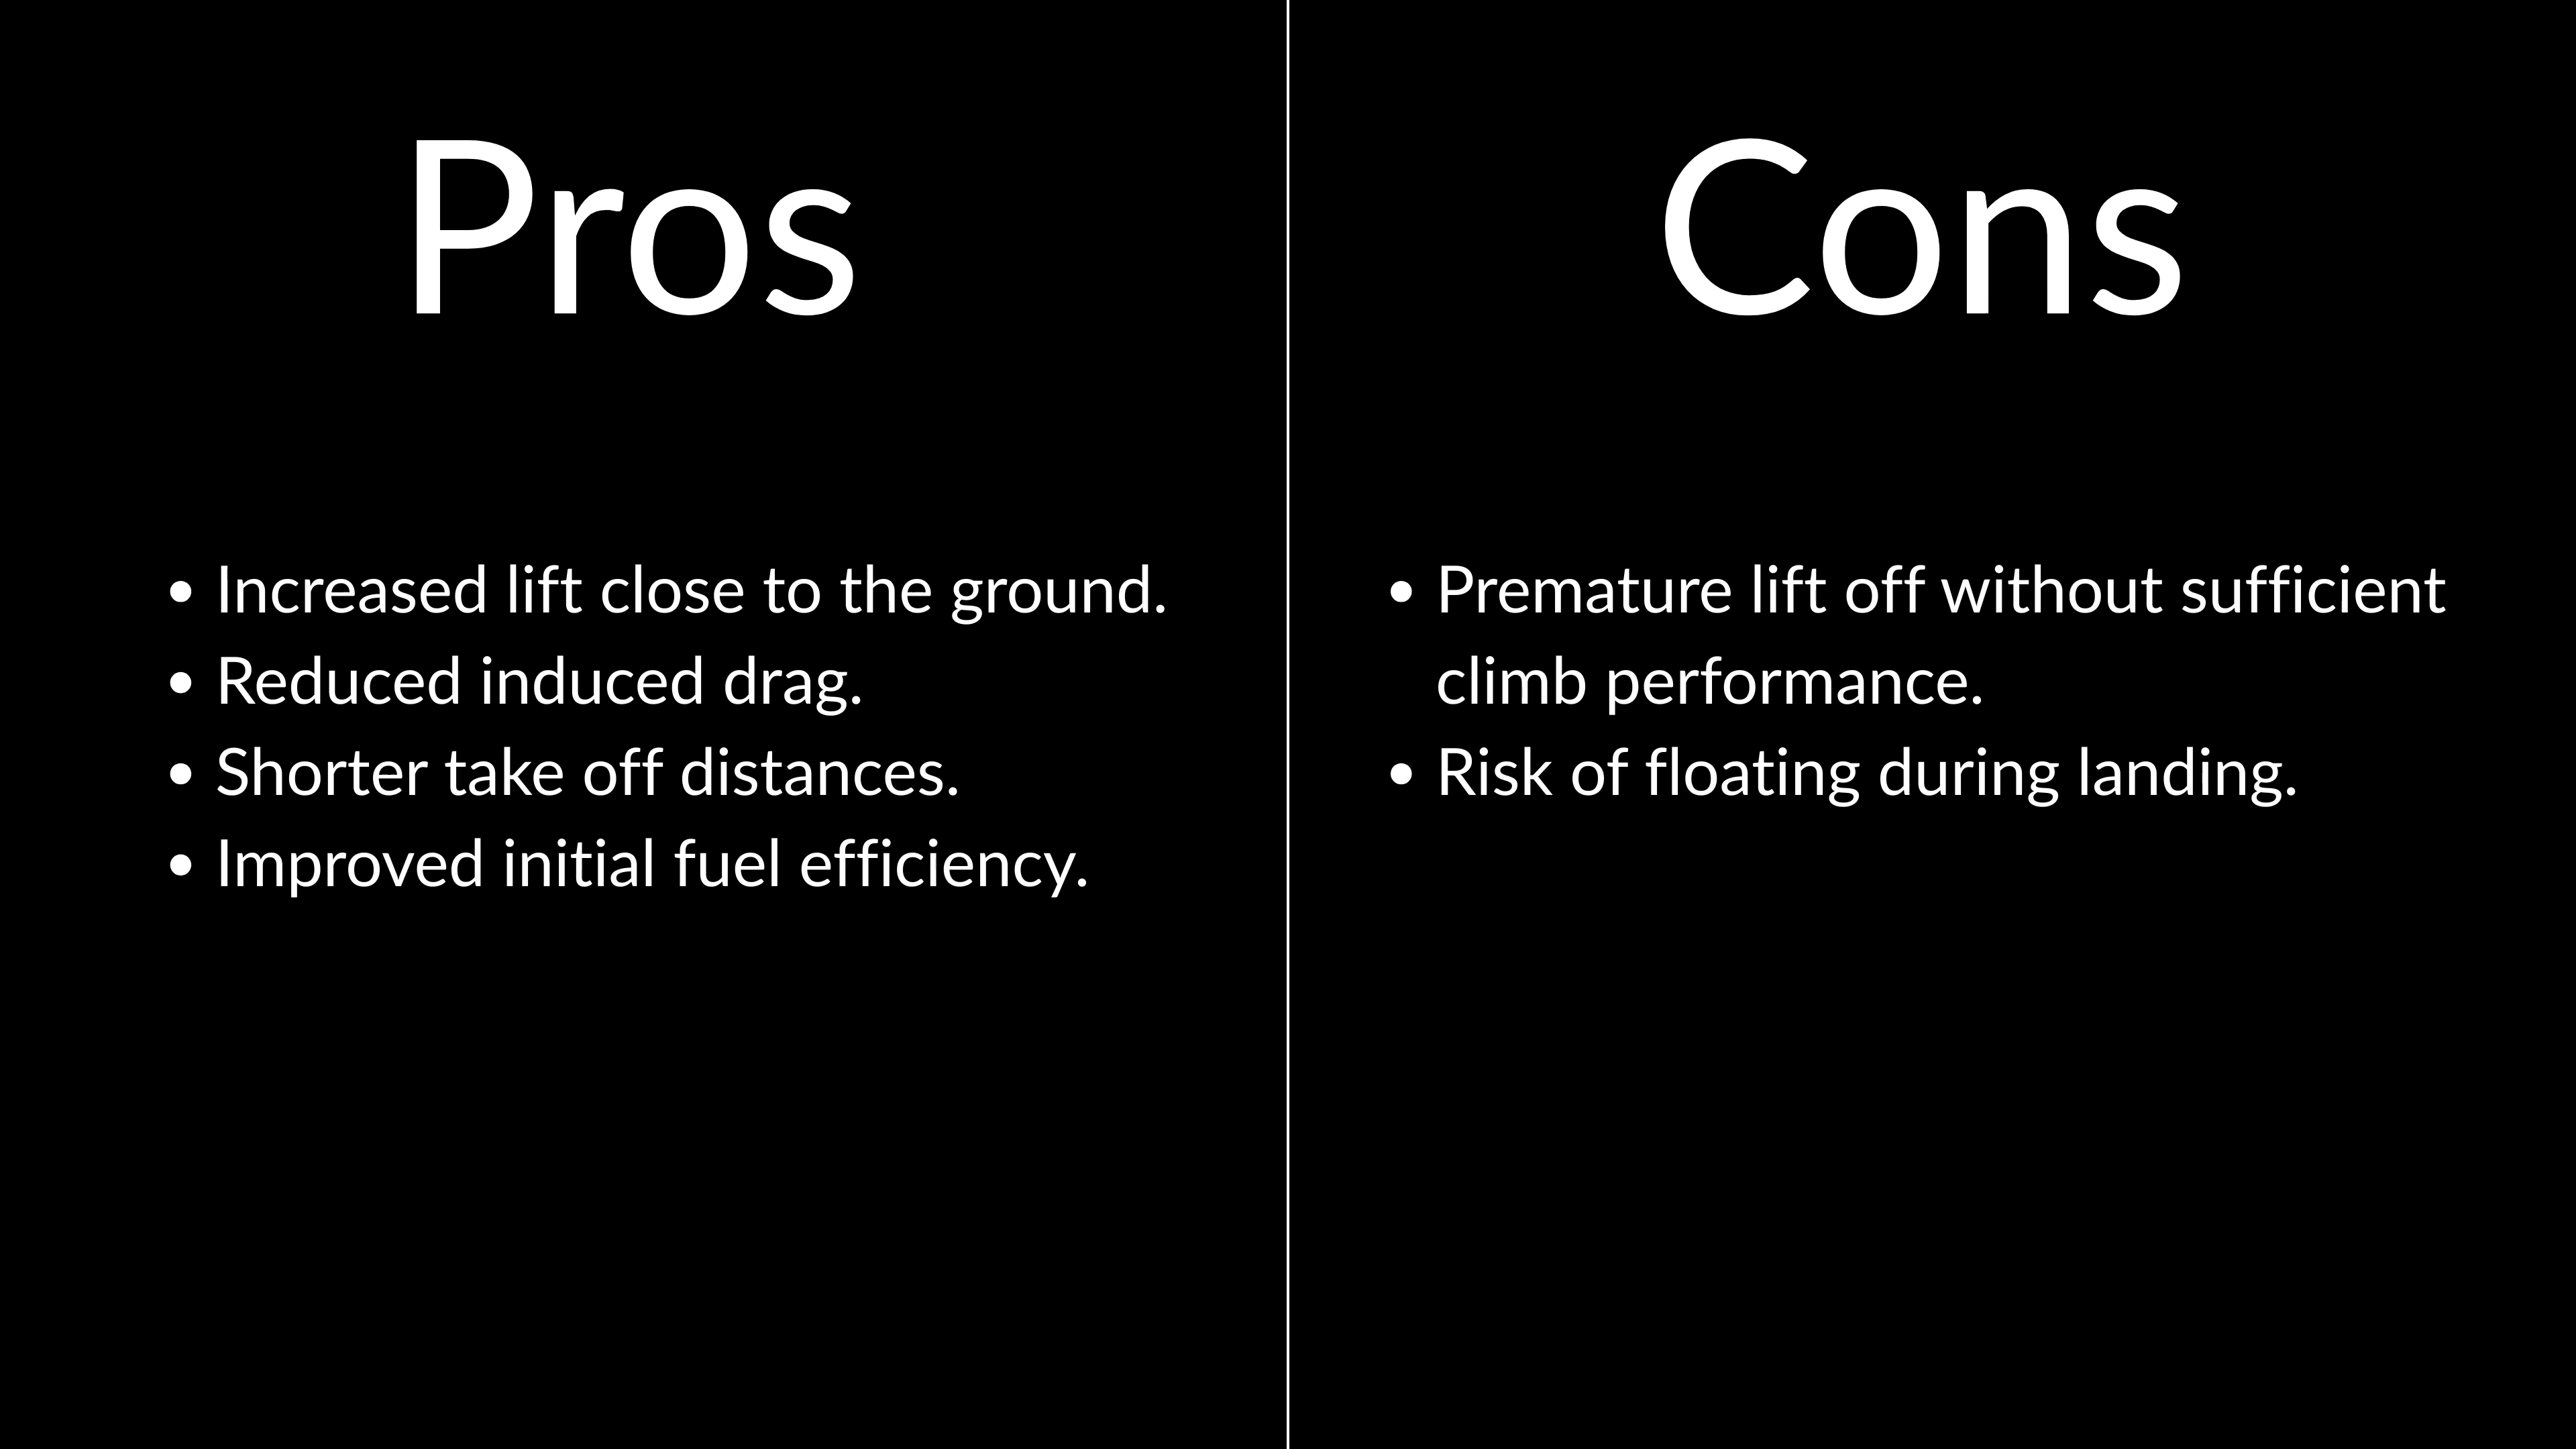 Pros
• Increased lift close to the ground.
• Reduced induced drag.
• Shorter take off distances.
• Improved initial fuel efficiency.
Cons
• Premature lift off without sufficient
climb performance.
• Risk of floating during landing.